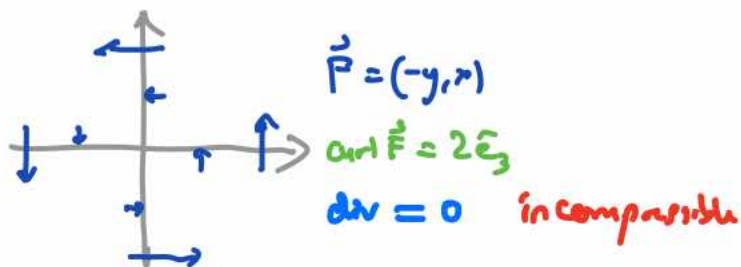 F⃗ = (-y, x)
curl F⃗ = 2ê₃
div = 0 incompressible